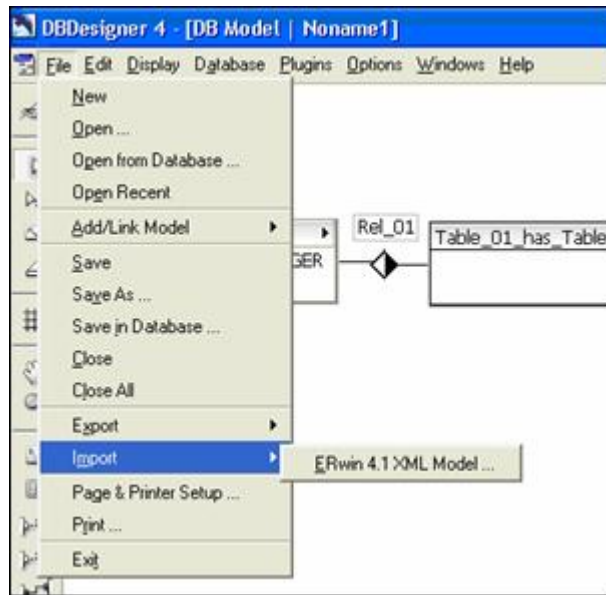 DBDesigner 4 - [DB Model | Noname1]
File Edit Display Database Plugins Options Windows Help
New
Open ...
Open from Database ...
Open Recent
Add/Link Model
Save
Save As ...
Save in Database ...
Close
Close All
Export
Import
ERwin 4.1 XML Model ...
Page & Printer Setup ...
Print ...
Exit
Rel_01
Table_01_has_Table
GER